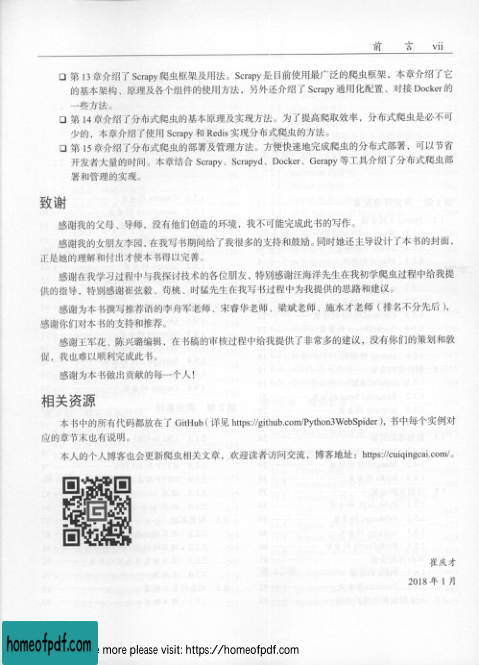 前 言 vii
❑ 第 13 章介绍了 Scrapy 爬虫框架及用法。Scrapy 是目前使用最广泛的爬虫框架，本章介绍了它
的基本架构、原理及各个组件的使用方法，另外还介绍了 Scrapy 通用化配置、对接 Docker 的
一些方法。
❑ 第 14 章介绍了分布式爬虫的基本原理及实现方法。为了提高爬取效率，分布式爬虫是必不可
少的，本章介绍了使用 Scrapy 和 Redis 实现分布式爬虫的方法。
❑ 第 15 章介绍了分布式爬虫的部署及管理方法。方便快速地完成爬虫的分布式部署，可以节省
开发者大量的时间。本章结合 Scrapy、Scrapyd、Docker、Gerapy 等工具介绍了分布式爬虫部
署和管理的实现。
致谢
感谢我的父母、导师，没有他们创造的环境，我不可能完成此书的写作。
感谢我的女朋友李园，在我写书期间给了我很多的支持和鼓励。同时她还主导设计了本书的封面，
正是她的理解和付出才使本书得以完善。
感谢在我学习过程中与我探讨技术的各位朋友，特别感谢汪海洋先生在我初学爬虫过程中给我提
供的指导，特别感谢崔弦毅、苟桃、时猛先生在我写书过程中为我提供的思路和建议。
感谢为本书撰写推荐语的李舟军老师、宋睿华老师、梁斌老师、施水才老师（排名不分先后），
感谢你们对本书的支持和推荐。
感谢王军花、陈兴璐编辑，在书稿的审核过程中给我提供了非常多的建议，没有你们的策划和敦
促，我也难以顺利完成此书。
感谢为本书做出贡献的每一个人！
相关资源
本书中的所有代码都放在了 GitHub（详见 https://github.com/Python3WebSpider），书中每个实例对
应的章节末也有说明。
本人的个人博客也会更新爬虫相关文章，欢迎读者访问交流，博客地址：https://cuiqingcai.com/。
G
崔庆才
2018 年 1 月
homeofpdf.com
e more please visit: https://homeofpdf.com